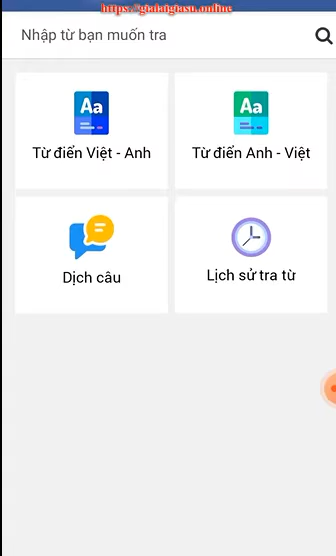 https://giaitaigiasu.online
Nhập từ bạn muốn tra
Aa
Aa
Từ điển Việt - Anh
Từ điển Anh - Việt
Dịch câu
Lịch sử tra từ